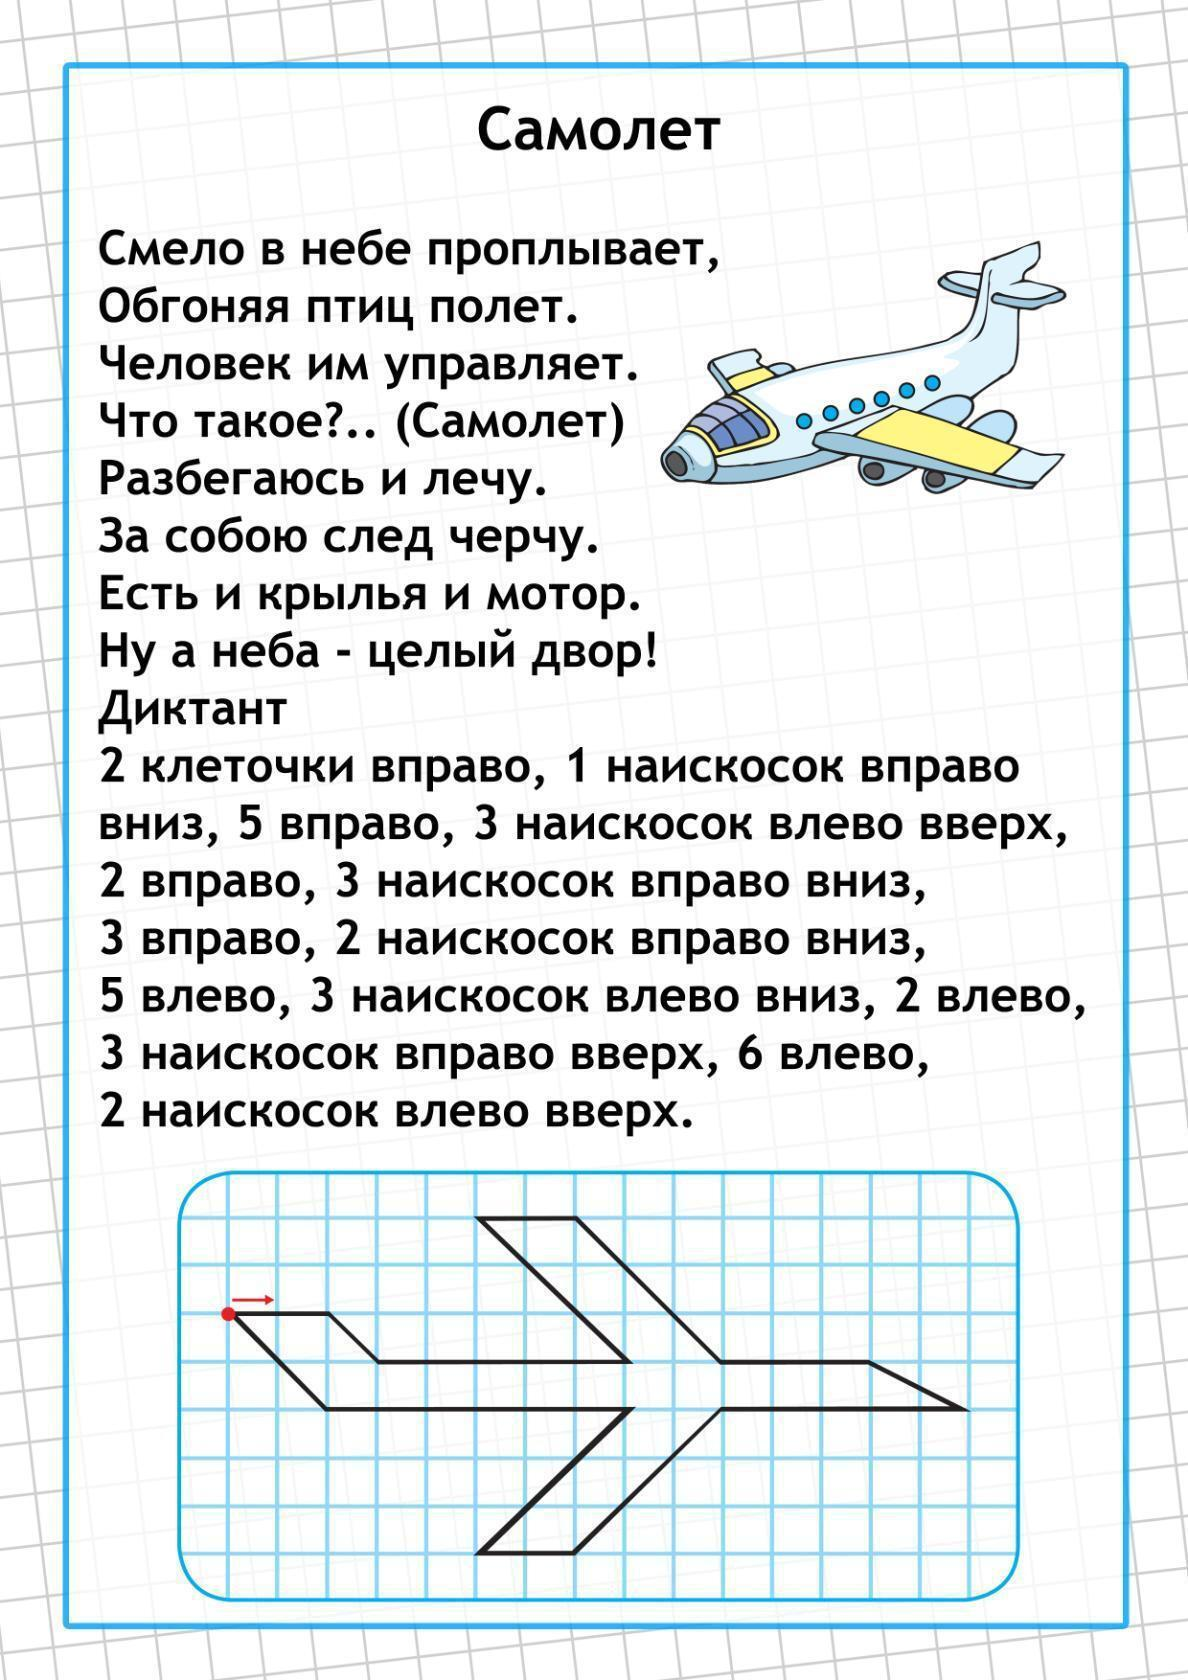 Самолет
Смело в небе проплывает,
Обгоняя птиц полет.
Человек им управляет.
Что такое?.. (Самолет)
Разбегаюсь и лечу.
За собою след черчу.
Есть и крылья и мотор.
Ну а неба - целый двор!
Диктант
2 клеточки вправо, 1 наискосок вправо
вниз, 5 вправо, 3 наискосок влево вверх,
2 вправо, 3 наискосок вправо вниз,
3 вправо, 2 наискосок вправо вниз,
5 влево, 3 наискосок влево вниз, 2 влево,
3 наискосок вправо вверх, 6 влево,
2 наискосок влево вверх.